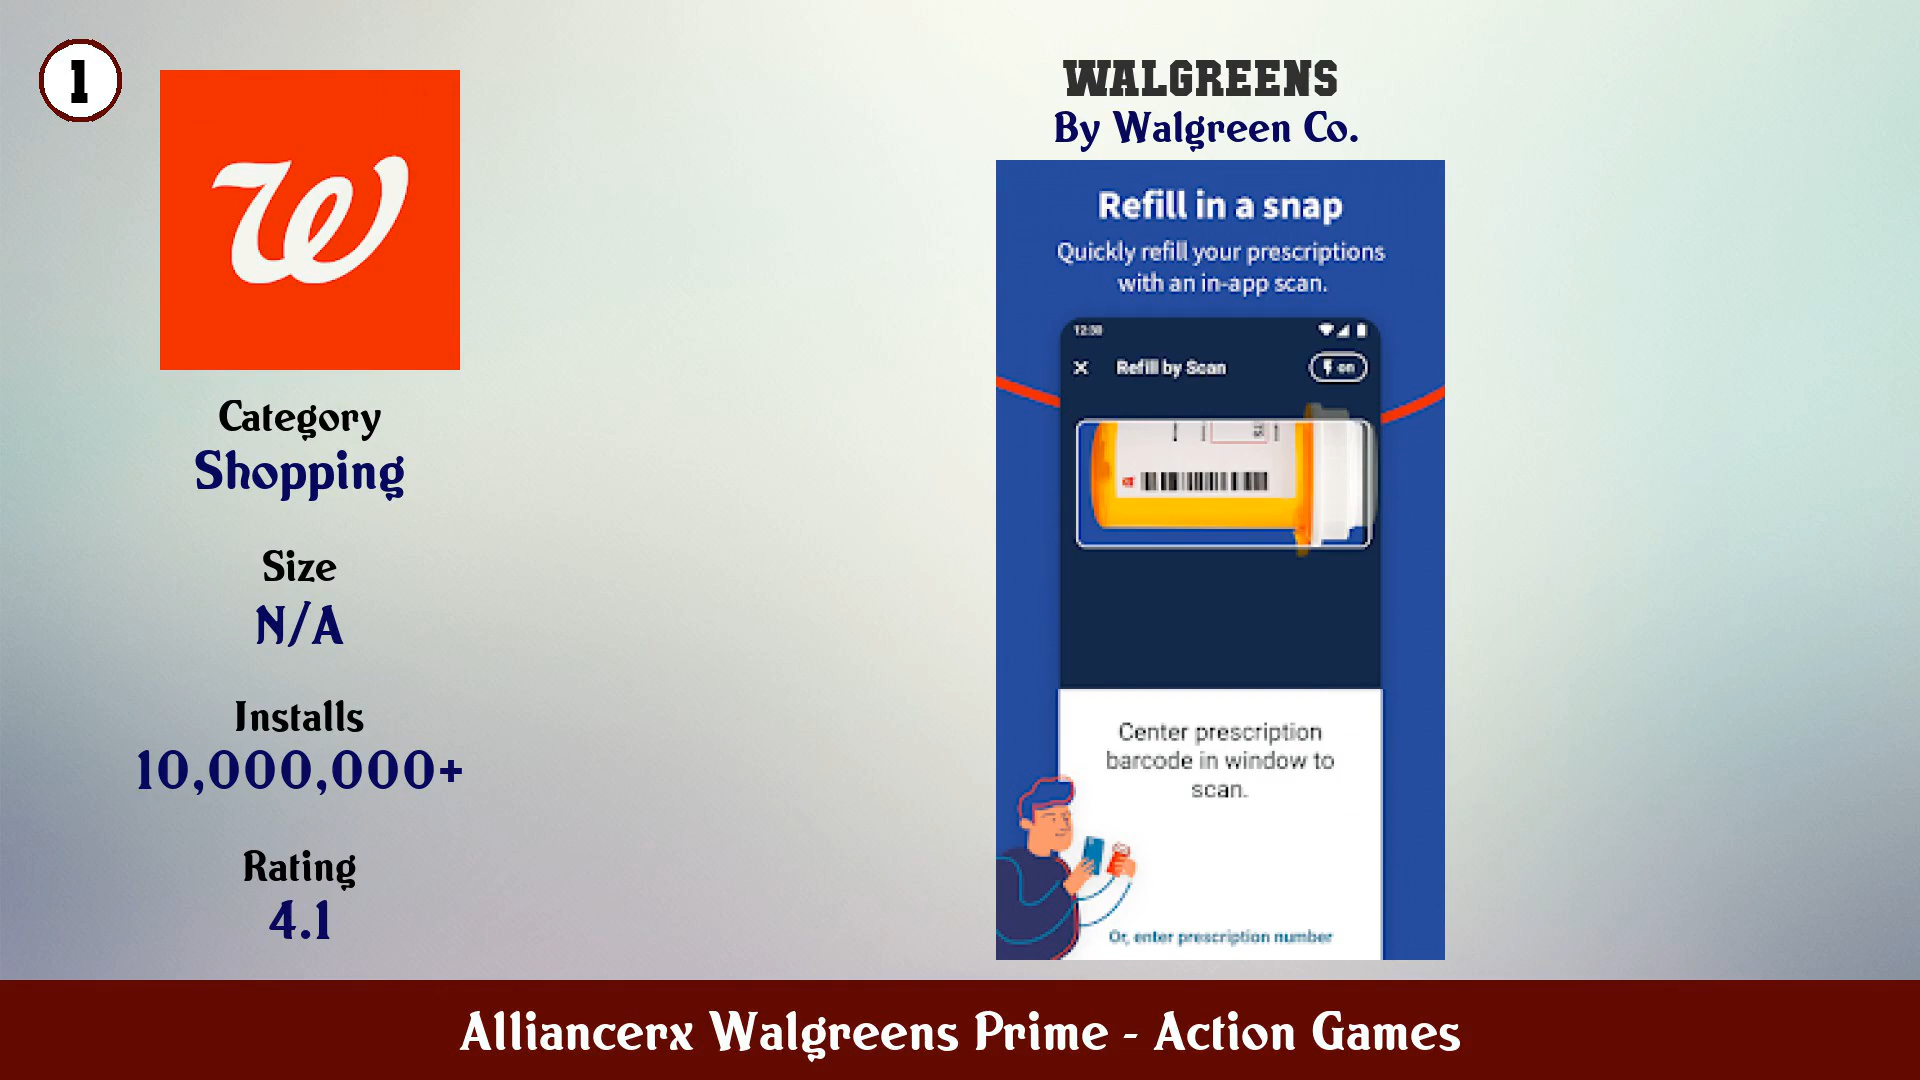 1
W
Category
Shopping
Size
N/A
Installs
10,000,000+
Rating
4.1
WALGREENS
By Walgreen Co.
Refill in a snap
Quickly refill your prescriptions
with an in-app scan.
12:30
X Refill by Scan on
Center prescription
barcode in window to
scan.
Or, enter prescription number
Alliancerx Walgreens Prime - Action Games